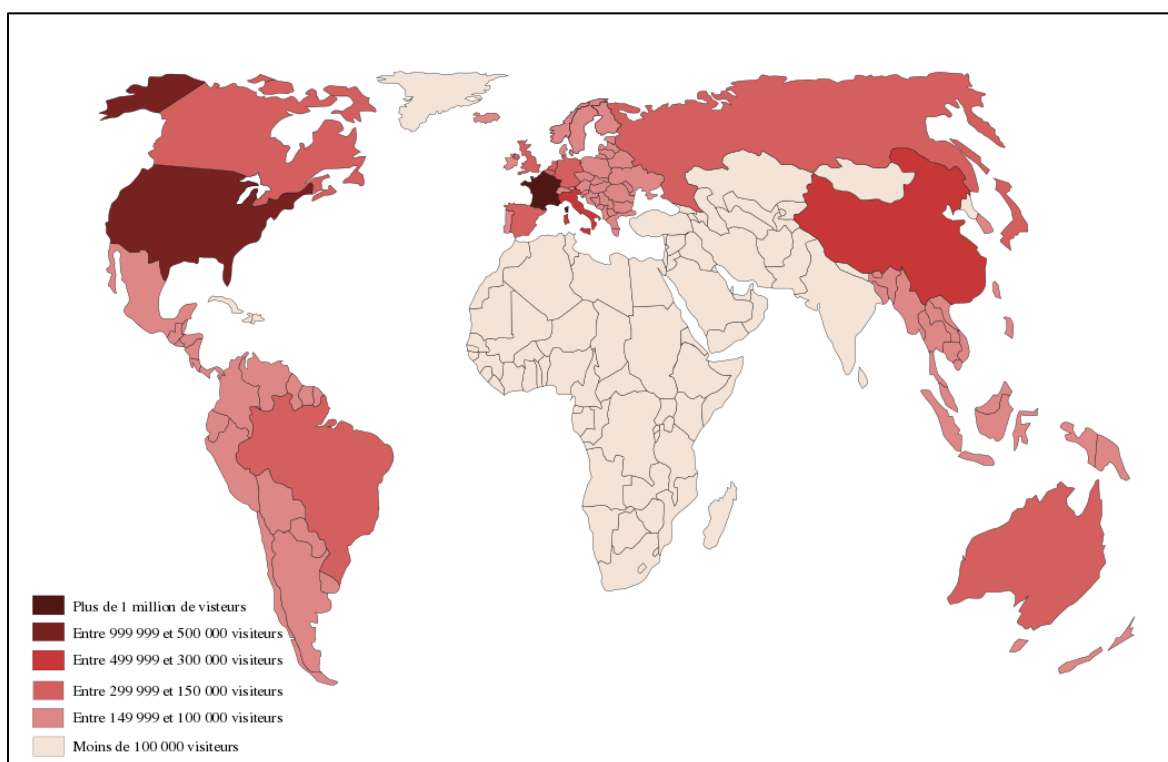 Plus de 1 million de visteurs
Entre 999 999 et 500 000 visiteurs
Entre 499 999 et 300 000 visiteurs
Entre 299 999 et 150 000 visiteurs
Entre 149 999 et 100 000 visiteurs
Moins de 100 000 visiteurs